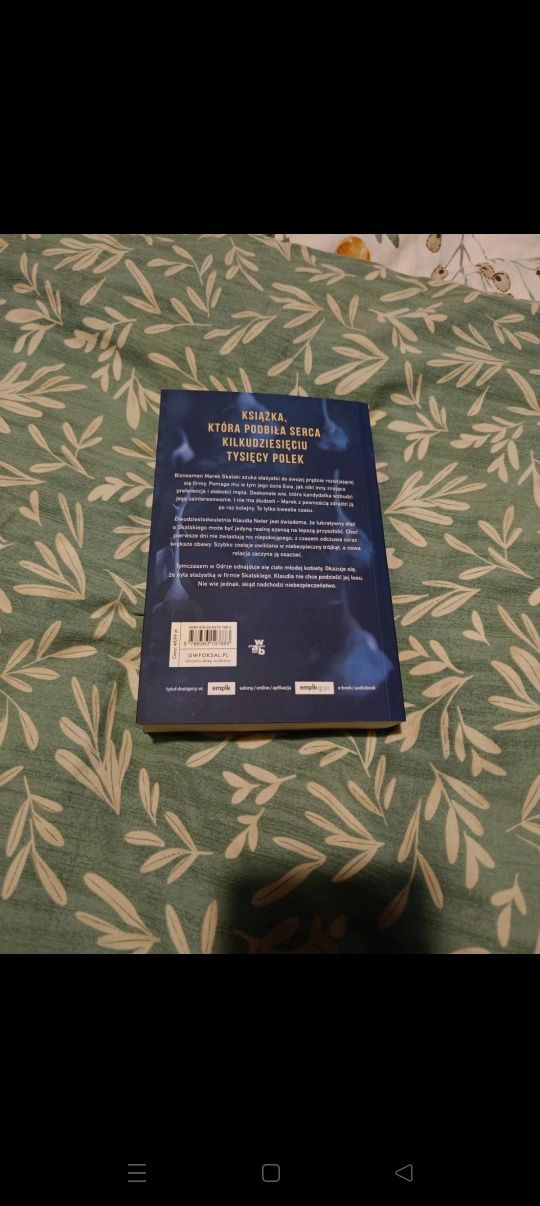 KSIĄŻKA,
KTÓRA PODBIŁA SERCA
KILKUDZIESIĘCIU
TYSIĘCY POLEK
Biznesmen Marek Skalski szuka stażystki do swojej prężnie rozwijającej
się firmy. Pomaga mu w tym jego żona Ewa, jak nikt inny znająca
preferencje i słabości męża. Doskonale wie, która kandydatka wzbudzi
jego zainteresowanie. I nie ma złudzeń – Marek z pewnością zdradzi ją
po raz kolejny. To tylko kwestia czasu.
Dwudziestodwuletnia Klaudia Neter jest świadoma, że lukratywny staż
u Skalskiego może być jedyną realną szansą na lepszą przyszłość. Choć
pierwsze dni nie zwiastują nic niepokojącego, z czasem odczuwa coraz
większe obawy. Szybko zostaje uwikłana w niebezpieczny trójkąt, a nowa
relacja zaczyna ją osaczać.
Tymczasem w Odrze odnajduje się ciało młodej kobiety. Okazuje się,
że była stażystką w firmie Skalskiego. Klaudia nie chce podzielić jej losu.
Nie wie jednak, skąd nadchodzi niebezpieczeństwo.
GWFOKSAL.PL
tytuł dostępny w: empik salony / online / aplikacja empik go e-book / audiobook